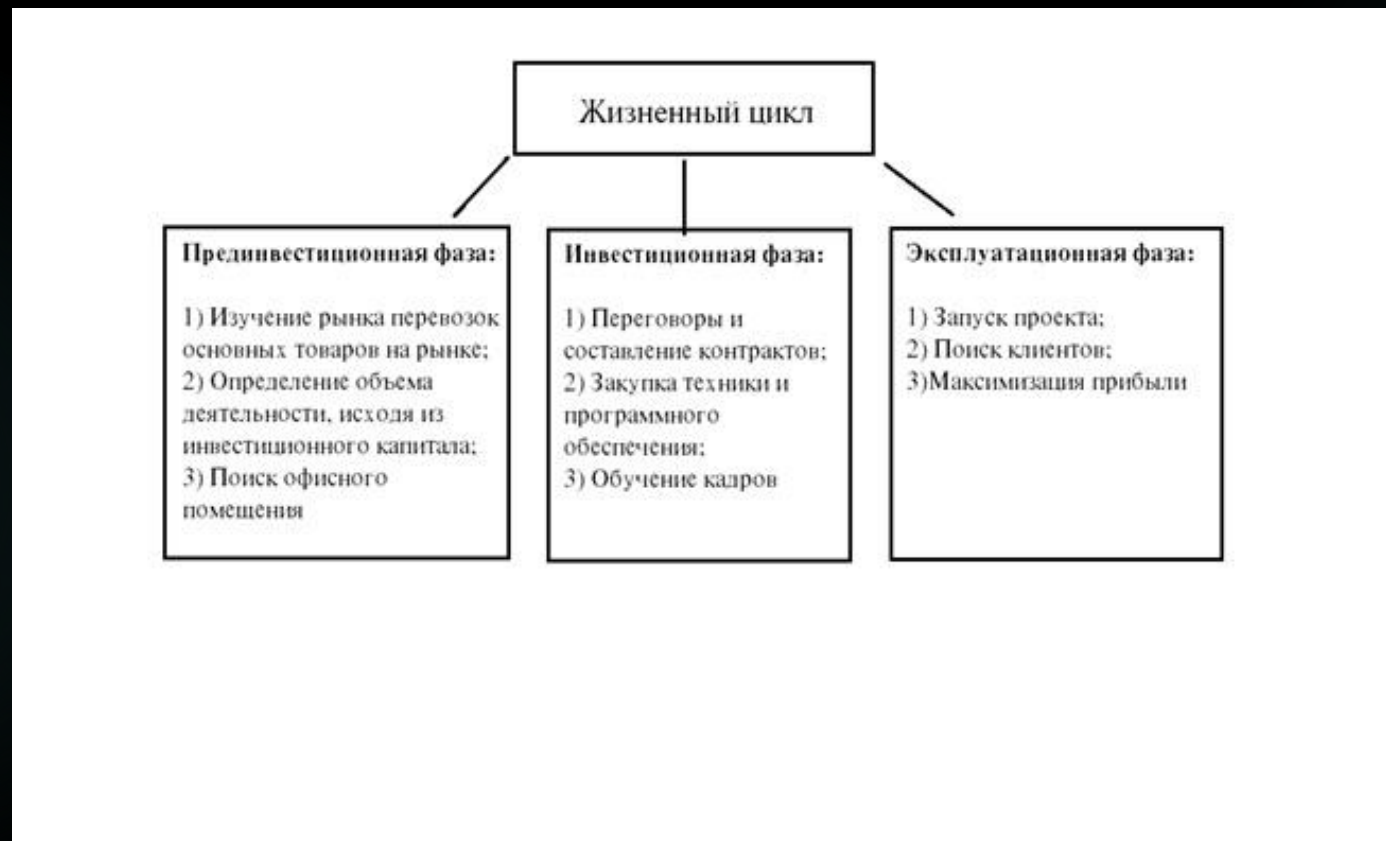 Жизненный цикл
Прединвестиционная фаза:
1) Изучение рынка перевозок
основных товаров на рынке;
2) Определение объема
деятельности, исходя из
инвестиционного капитала;
3) Поиск офисного
помещения
Инвестиционная фаза:
1) Переговоры и
составление контрактов;
2) Закупка техники и
программного
обеспечения;
3) Обучение кадров
Эксплуатационная фаза:
1) Запуск проекта;
2) Поиск клиентов;
3)Максимизация прибыли